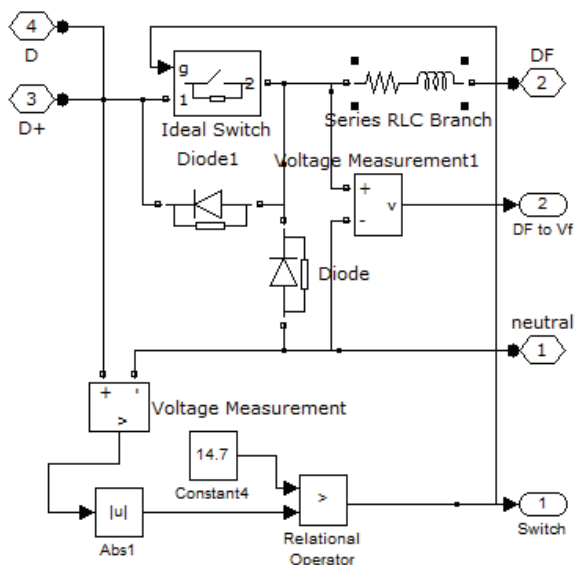 4
D
DF
g
2
3
1
2
D+
Ideal Switch
Series RLC Branch
Diode1
Voltage Measurement1
+
v
2
-
DF to Vf
Diode
neutral
1
+ -
v
Voltage Measurement
14.7
Constant4
|u|
>
1
Abs1
Switch
Relational
Operator